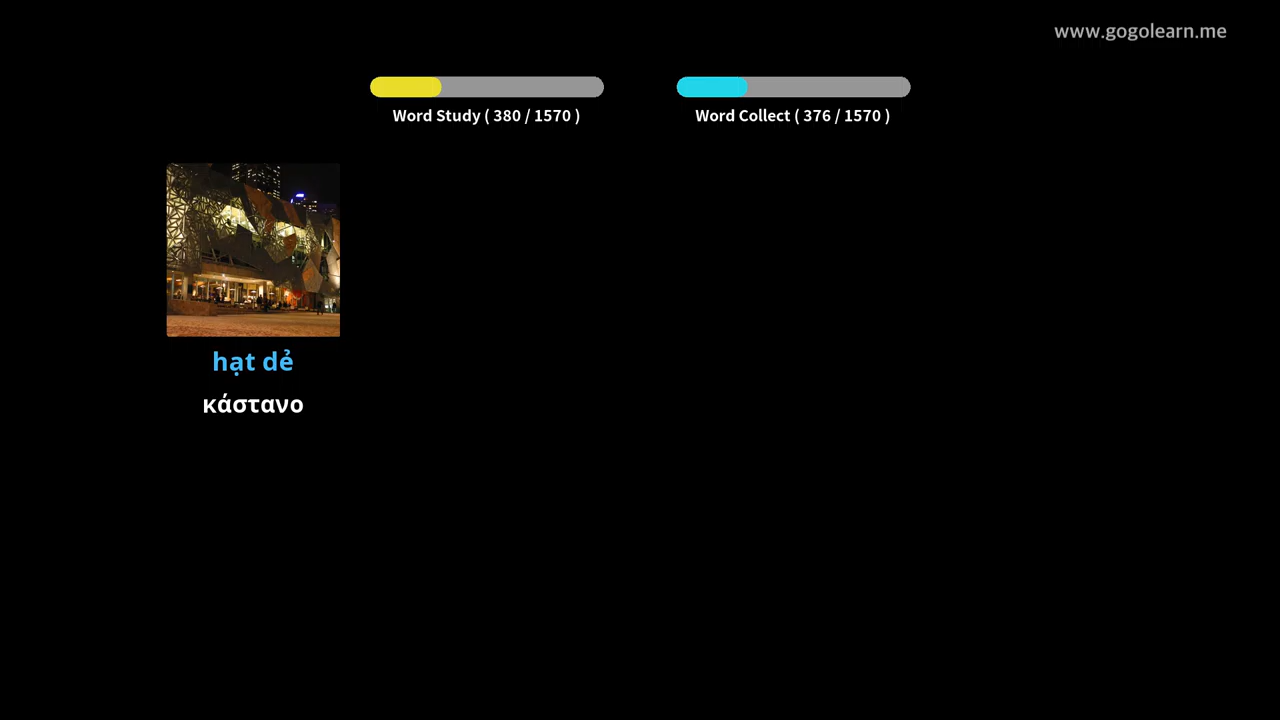 www.gogolearn.me
Word Study ( 380 / 1570 )
Word Collect ( 376 / 1570 )
hạt dẻ
κάστανο